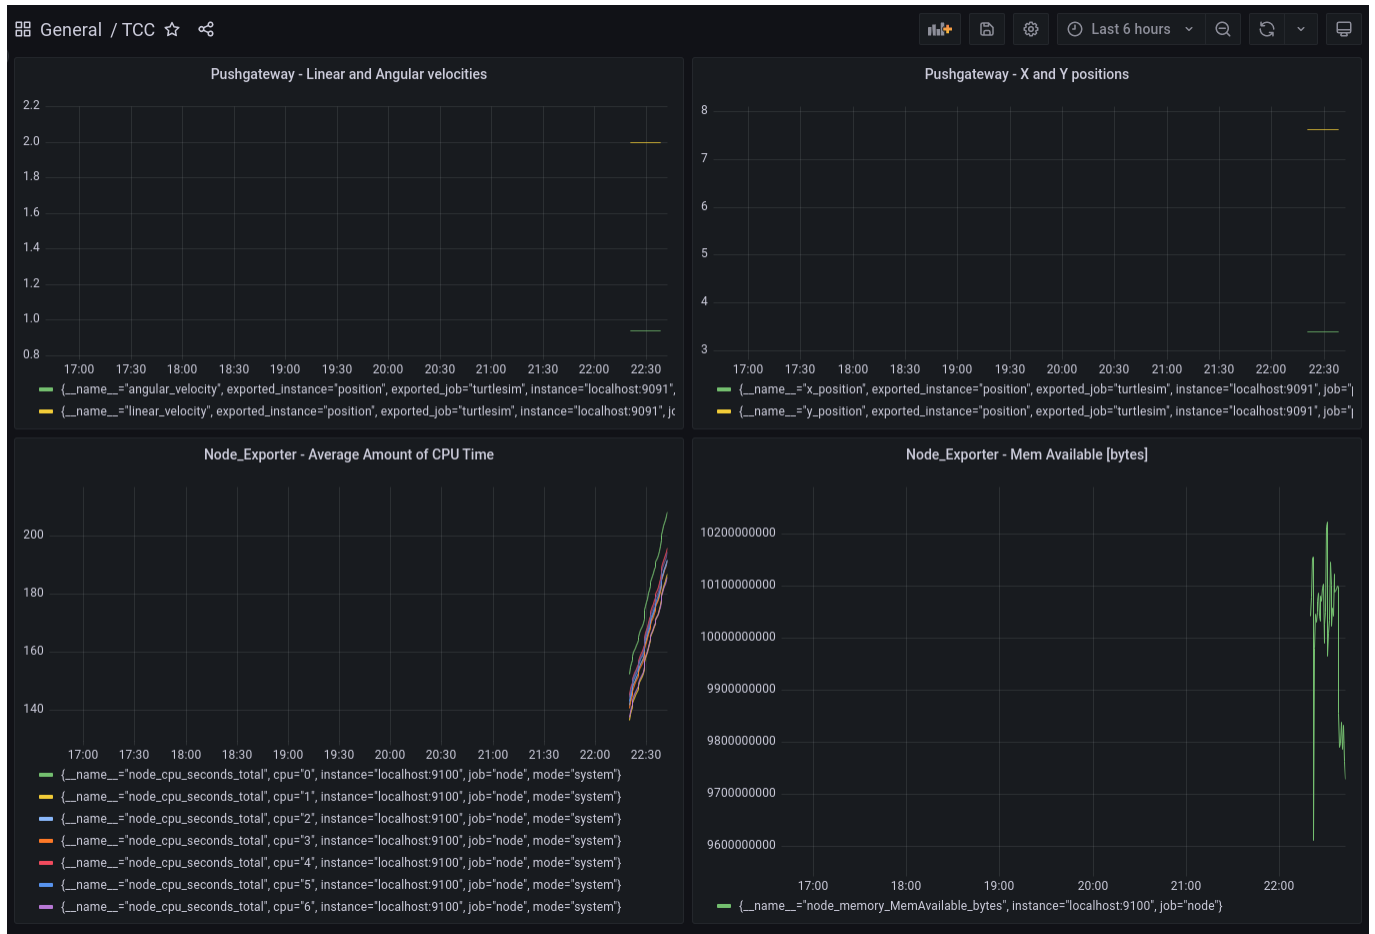 General / TCC
Last 6 hours
Pushgateway - Linear and Angular velocities
2.2
2.0
1.8
1.6
1.4
1.2
1.0
0.8
17:00 17:30 18:00 18:30 19:00 19:30 20:00 20:30 21:00 21:30 22:00 22:30
{__name__="angular_velocity", exported_instance="position", exported_job="turtlesim", instance="localhost:9091",
{__name__="linear_velocity", exported_instance="position", exported_job="turtlesim", instance="localhost:9091", jo
Pushgateway - X and Y positions
8
7
6
5
4
3
17:00 17:30 18:00 18:30 19:00 19:30 20:00 20:30 21:00 21:30 22:00 22:30
{__name__="x_position", exported_instance="position", exported_job="turtlesim", instance="localhost:9091", job="p
{__name__="y_position", exported_instance="position", exported_job="turtlesim", instance="localhost:9091", job="p
Node_Exporter - Average Amount of CPU Time
200
180
160
140
17:00 17:30 18:00 18:30 19:00 19:30 20:00 20:30 21:00 21:30 22:00 22:30
{__name__="node_cpu_seconds_total", cpu="0", instance="localhost:9100", job="node", mode="system"}
{__name__="node_cpu_seconds_total", cpu="1", instance="localhost:9100", job="node", mode="system"}
{__name__="node_cpu_seconds_total", cpu="2", instance="localhost:9100", job="node", mode="system"}
{__name__="node_cpu_seconds_total", cpu="3", instance="localhost:9100", job="node", mode="system"}
{__name__="node_cpu_seconds_total", cpu="4", instance="localhost:9100", job="node", mode="system"}
{__name__="node_cpu_seconds_total", cpu="5", instance="localhost:9100", job="node", mode="system"}
{__name__="node_cpu_seconds_total", cpu="6", instance="localhost:9100", job="node", mode="system"}
Node_Exporter - Mem Available [bytes]
10200000000
10100000000
10000000000
9900000000
9800000000
9700000000
9600000000
17:00 18:00 19:00 20:00 21:00 22:00
{__name__="node_memory_MemAvailable_bytes", instance="localhost:9100", job="node"}